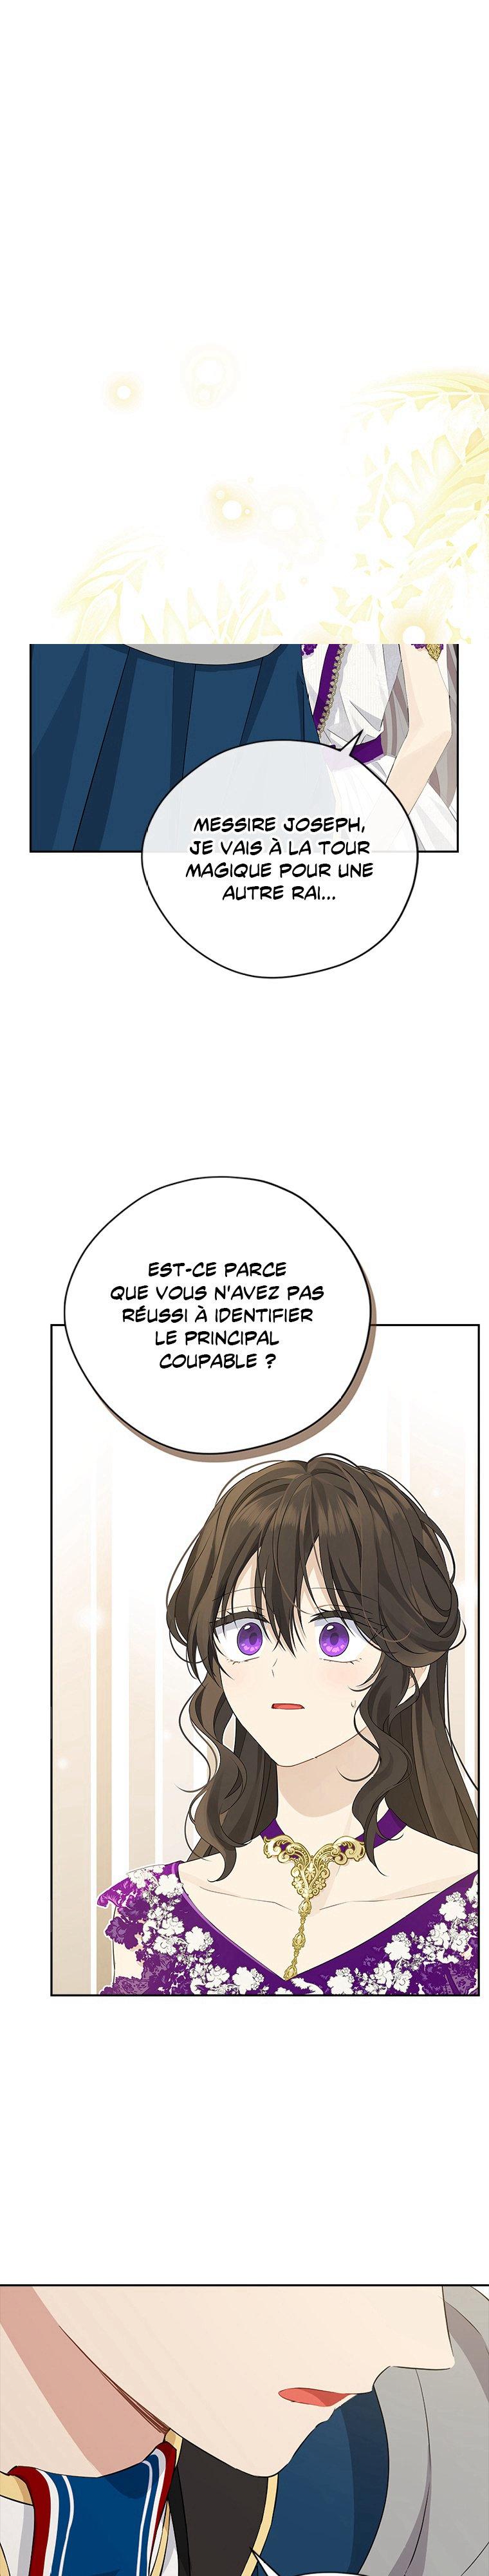 MESSIRE JOSEPH,
JE VAIS À LA TOUR
MAGIQUE POUR UNE
AUTRE RAI...
EST-CE PARCE
QUE VOUS N'AVEZ PAS
RÉUSSI À IDENTIFIER
LE PRINCIPAL
COUPABLE ?